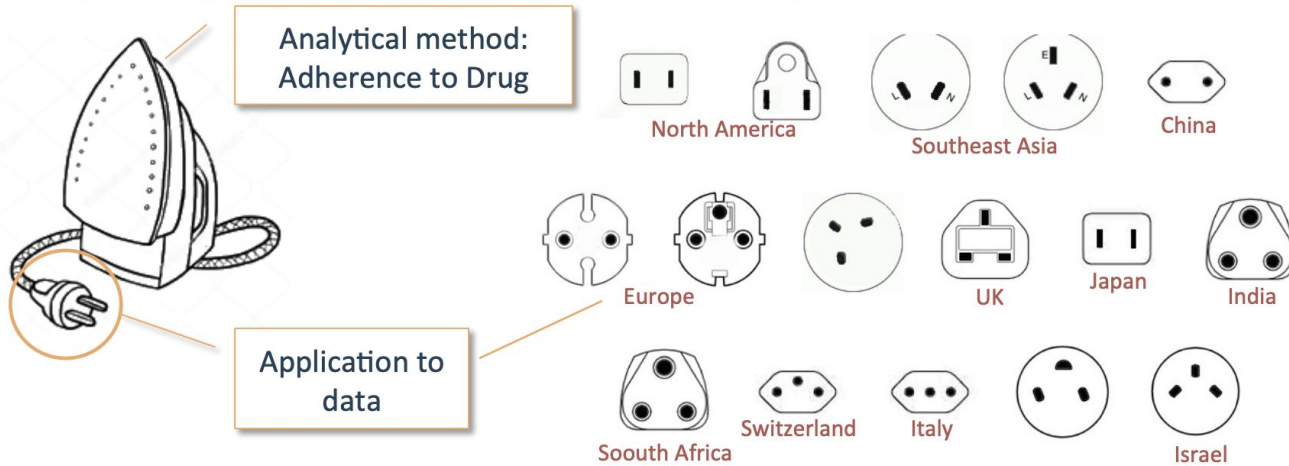 Analytical method:
Adherence to Drug
E
L N
L N
North America
Southeast Asia
China
Europe
UK
Japan
India
Application to
data
Soouth Africa
Switzerland
Italy
Israel